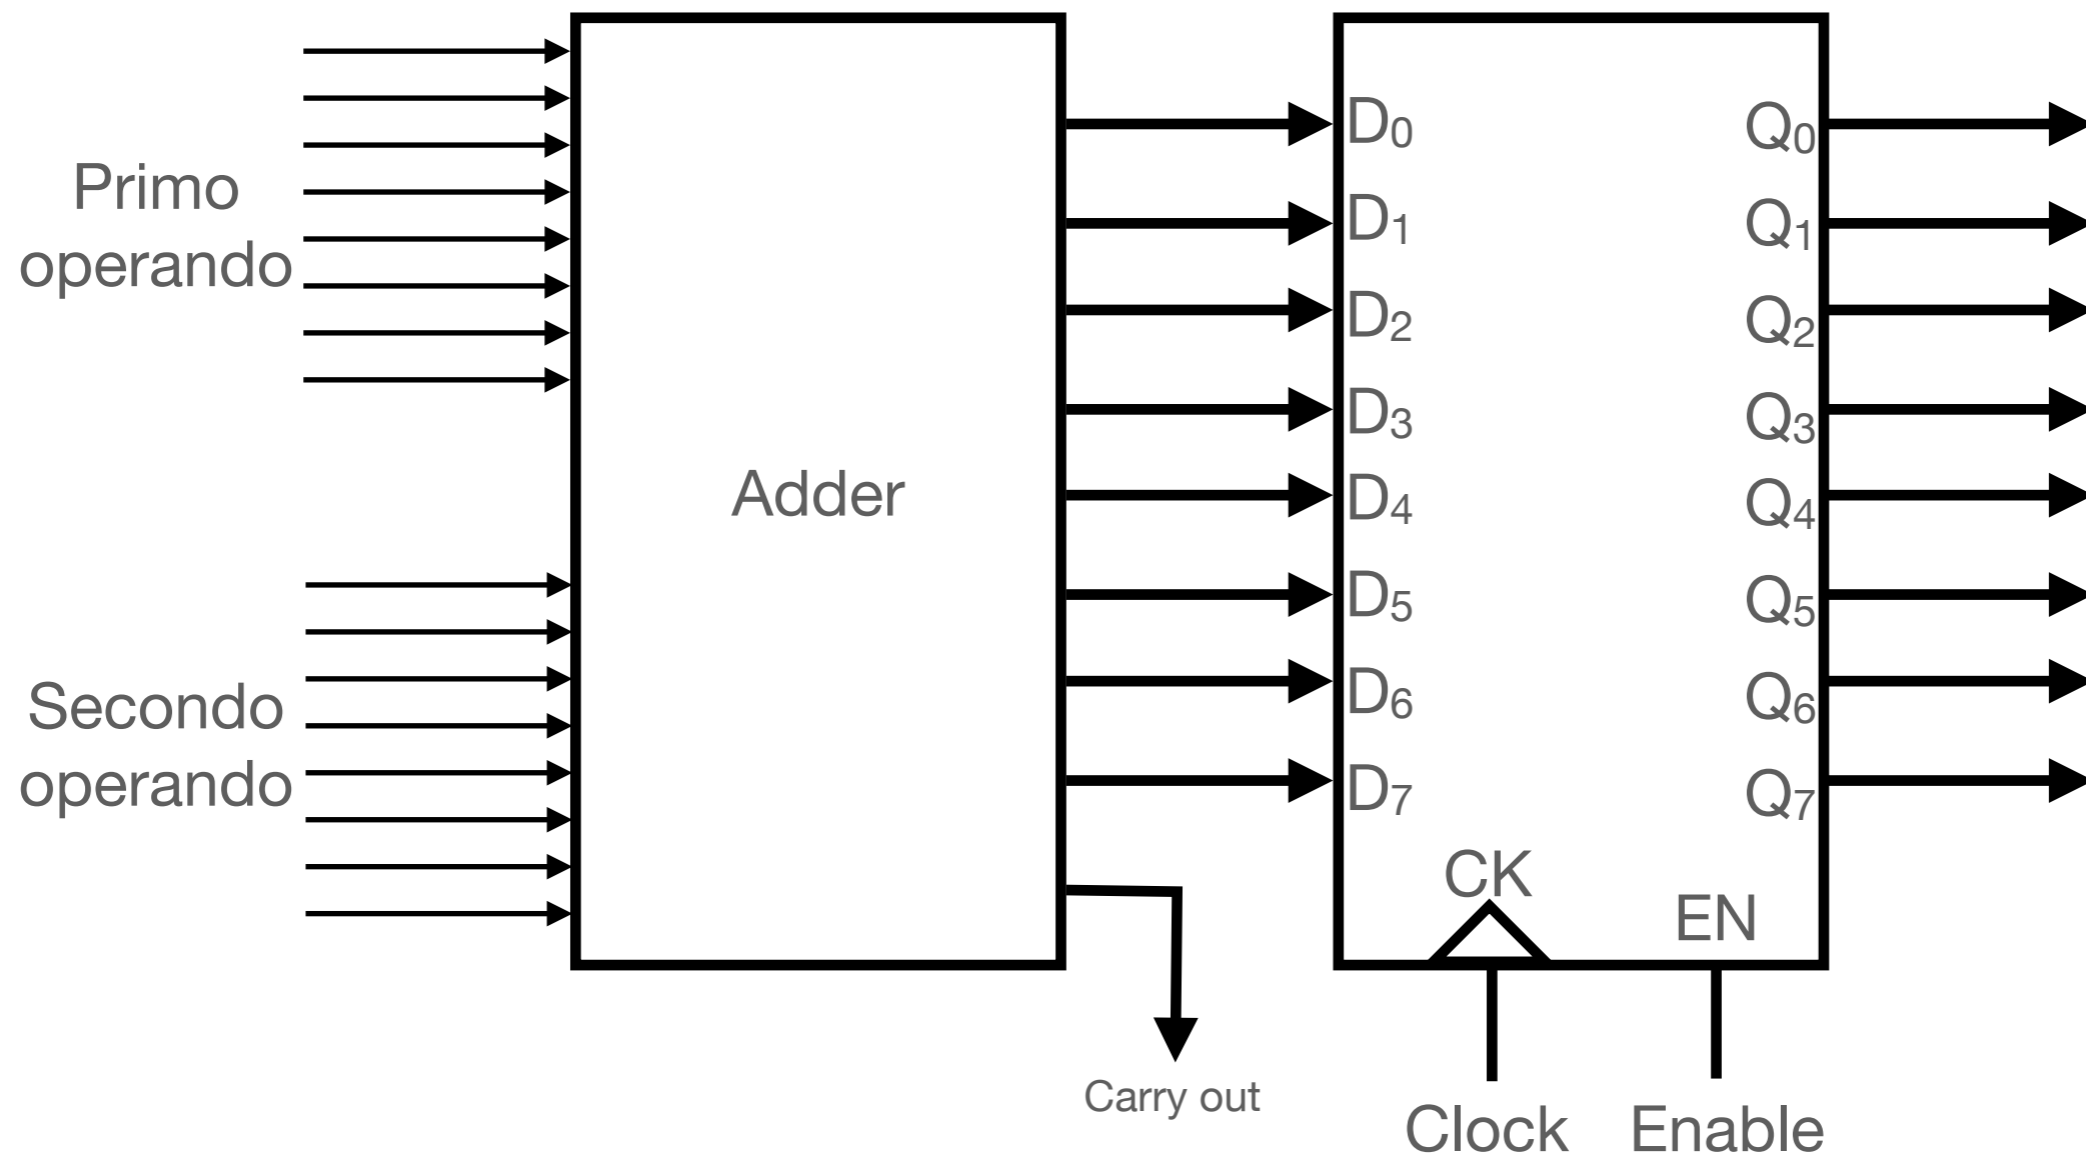 Primo
operando
Secondo
operando
Adder
Carry out
D0
D1
D2
D3
D4
D5
D6
D7
Q0
Q1
Q2
Q3
Q4
Q5
Q6
Q7
CK
EN
Clock
Enable